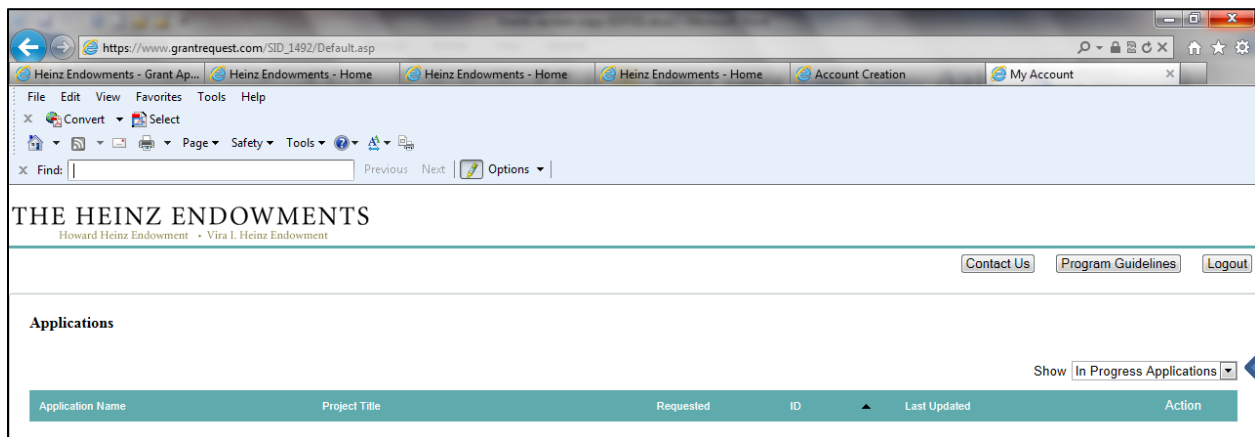 https://www.grantrequest.com/SID_1492/Default.asp
Heinz Endowments - Grant Ap... Heinz Endowments - Home Heinz Endowments - Home Heinz Endowments - Home Account Creation My Account
File Edit View Favorites Tools Help
Convert Select
Page Safety Tools
Find: Previous Next Options
THE HEINZ ENDOWMENTS
Howard Heinz Endowment • Vira I. Heinz Endowment
Contact Us Program Guidelines Logout
Applications
Show In Progress Applications
Application Name Project Title Requested ID Last Updated Action